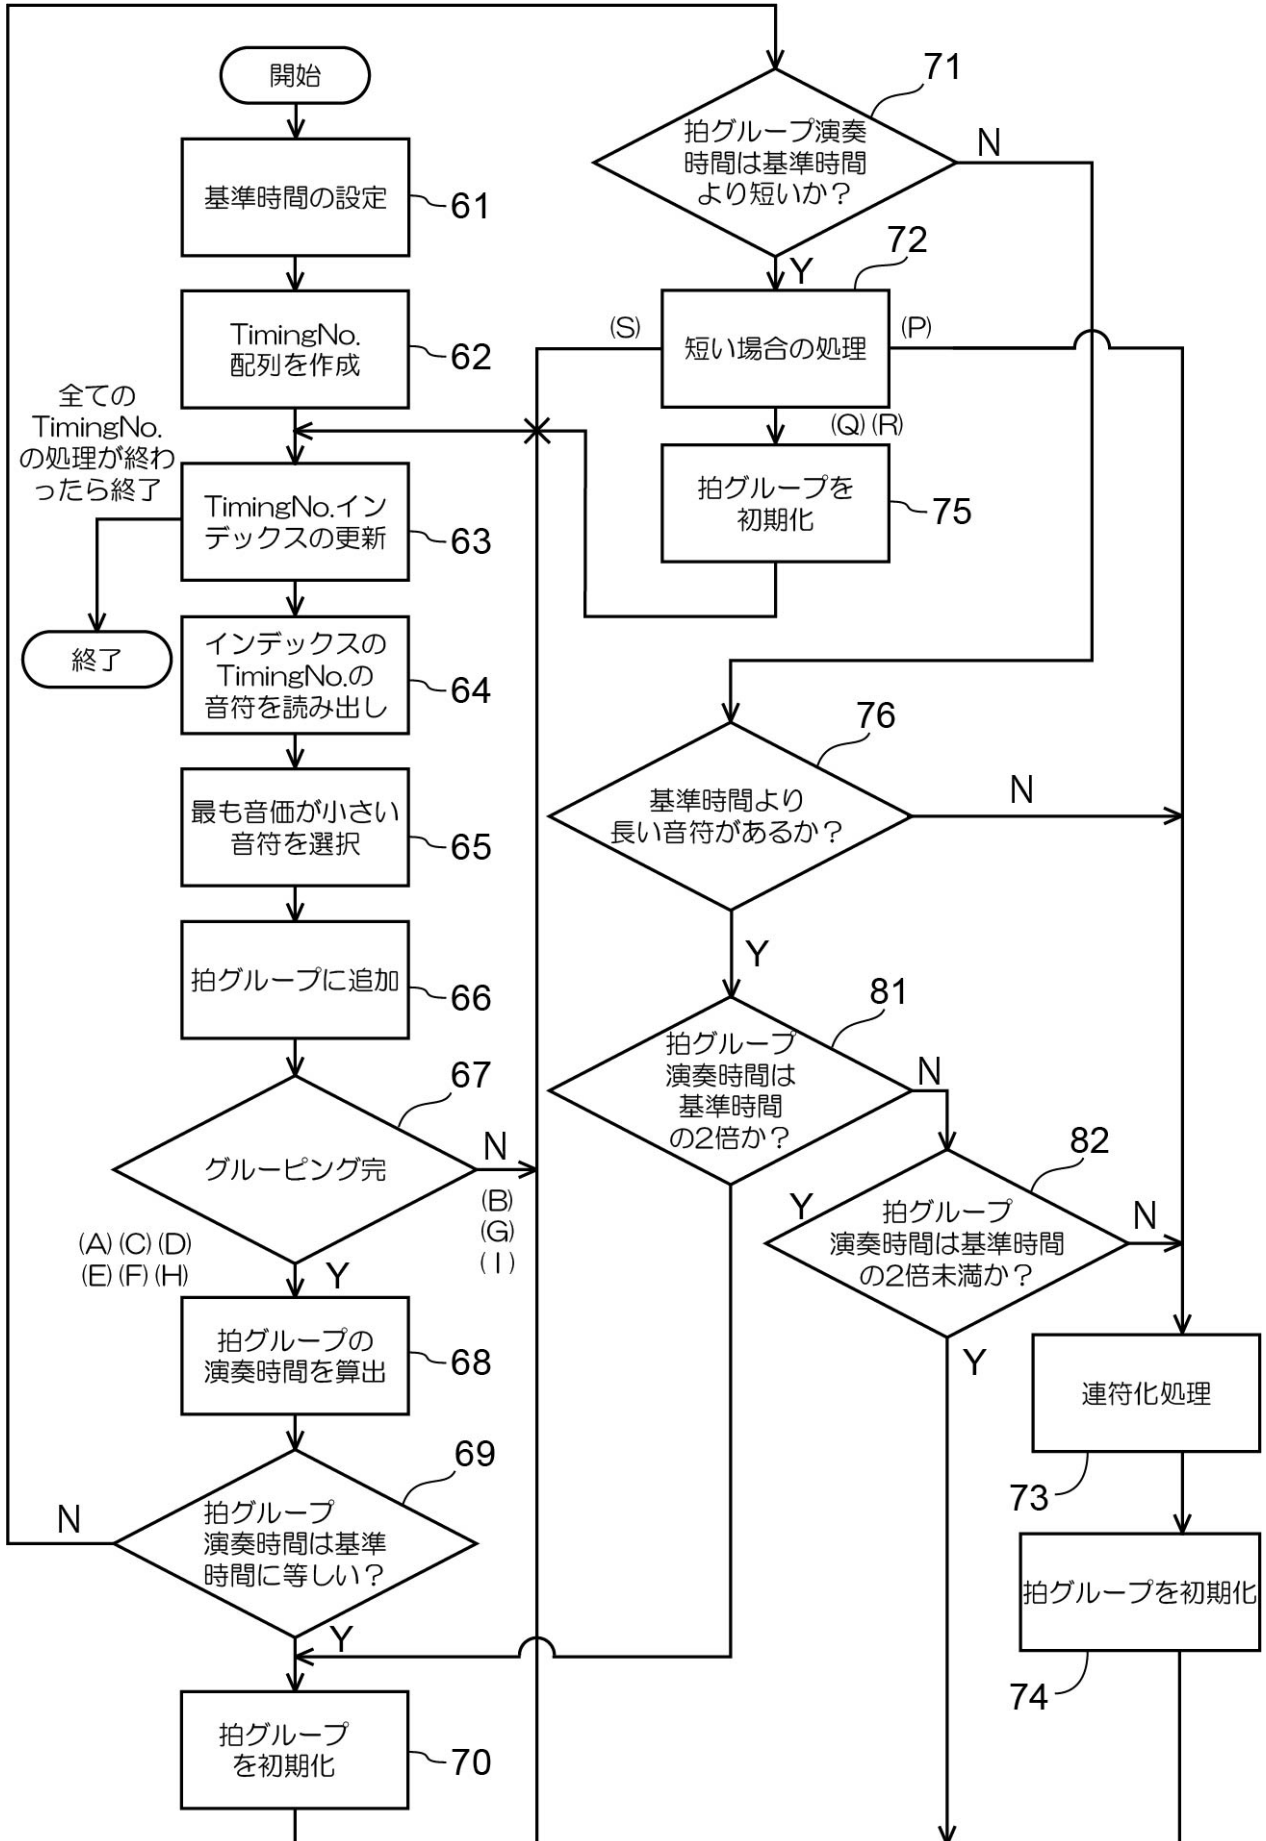 開始
基準時間の設定
61
TimingNo.
配列を作成
62
全ての
TimingNo.
の処理が終わ
ったら終了
TimingNo.イン
デックスの更新
63
終了
インデックスの
TimingNo.の
音符を読み出し
64
最も音価が小さい
音符を選択
65
拍グループに追加
66
67
グルーピング完
N
(B)
(G)
(I)
(A)(C)(D)
(E)(F)(H)
Y
拍グループの
演奏時間を算出
68
69
拍グループ
演奏時間は基準
時間に等しい?
N
Y
拍グループ
を初期化
70
71
拍グループ演奏
時間は基準時間
より短いか?
N
Y
72
(S)
短い場合の処理
(P)
(Q)(R)
拍グループを
初期化
75
76
基準時間より
長い音符があるか?
N
Y
81
拍グループ
演奏時間は
基準時間
の2倍か?
N
82
Y
拍グループ
演奏時間は基準時間
の2倍未満か?
N
Y
連符化処理
73
拍グループを初期化
74